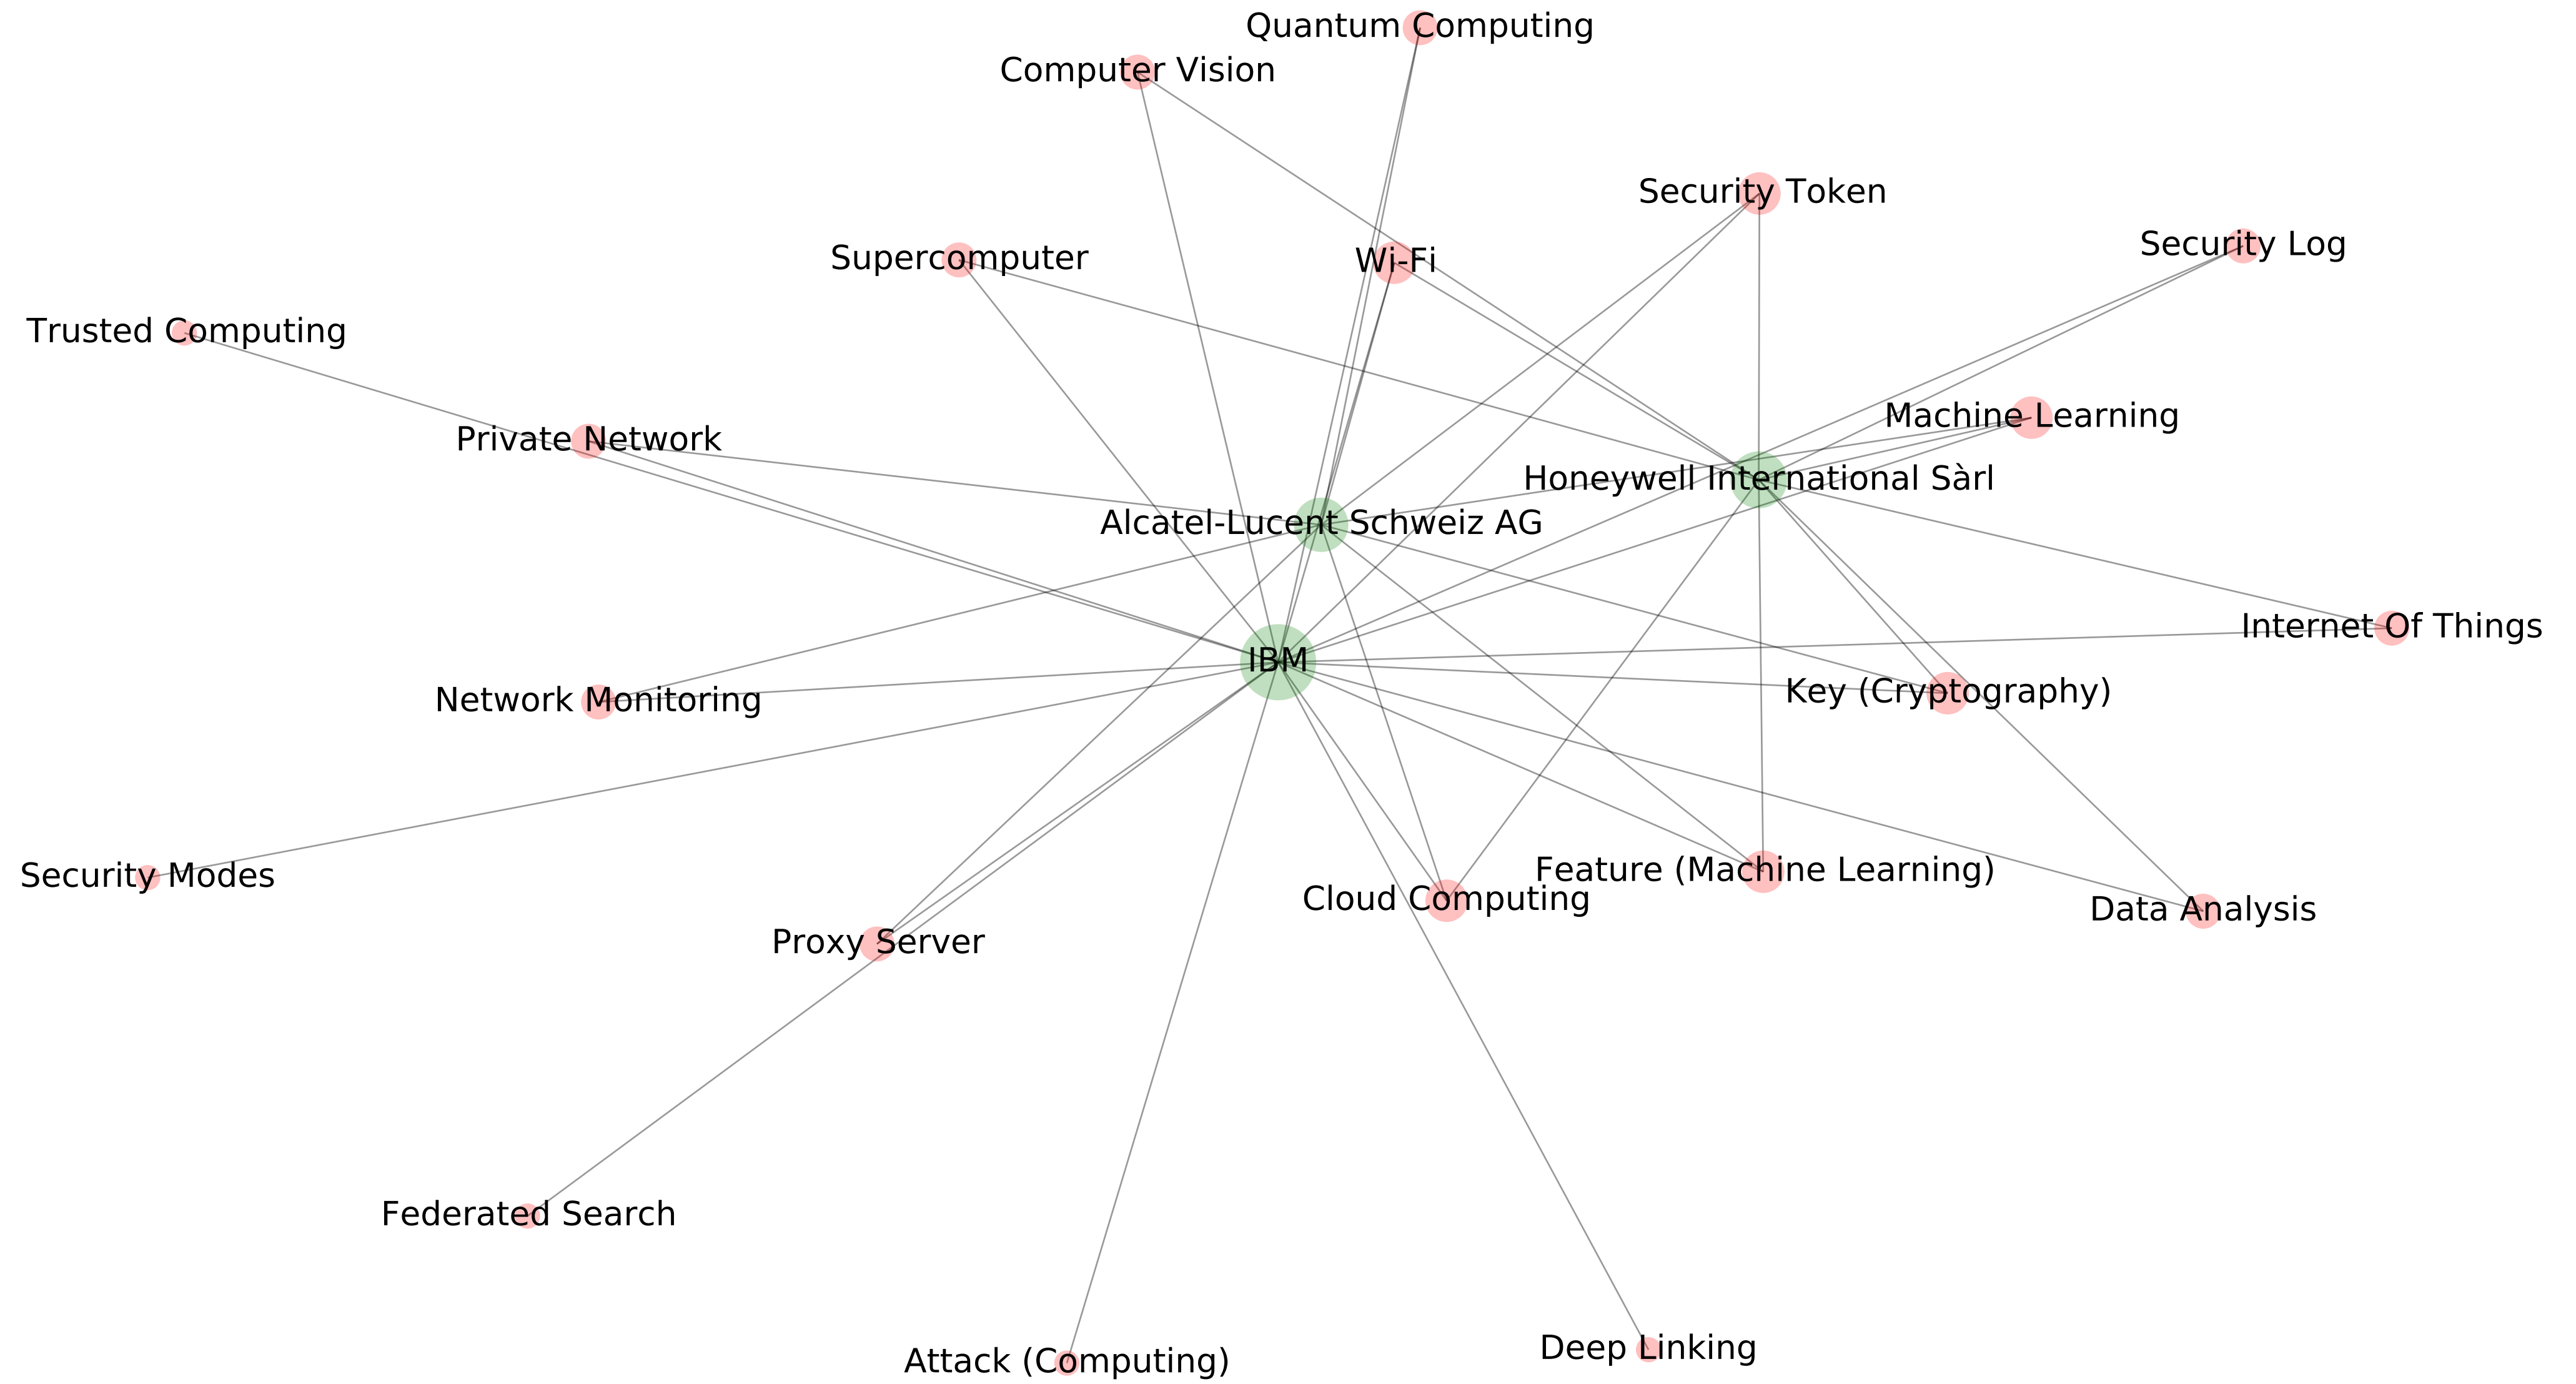 Quantum Computing
Computer Vision
Security Token
Security Log
Supercomputer
Wi-Fi
Trusted Computing
Machine Learning
Private Network
Honeywell International Sàrl
Alcatel-Lucent Schweiz AG
Internet Of Things
IBM
Key (Cryptography)
Network Monitoring
Feature (Machine Learning)
Security Modes
Cloud Computing
Data Analysis
Proxy Server
Federated Search
Deep Linking
Attack (Computing)